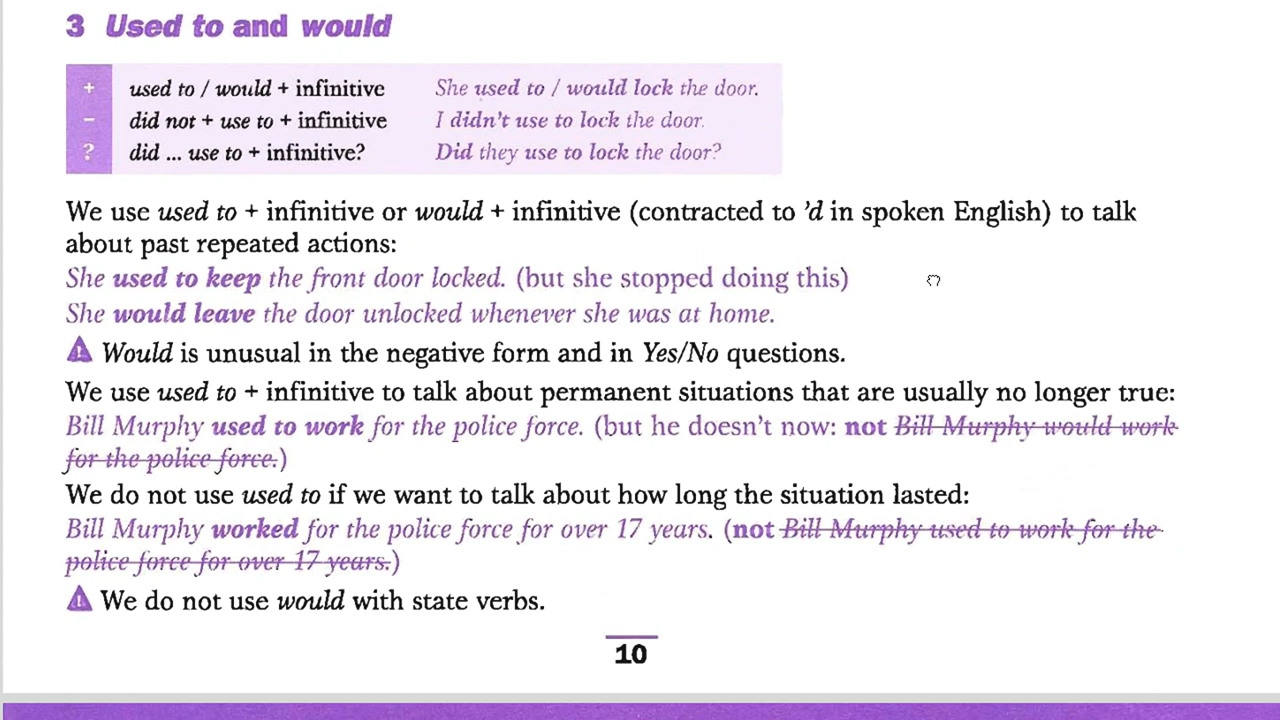 3 Used to and would
+ used to / would + infinitive She used to / would lock the door.
− did not + use to + infinitive I didn't use to lock the door.
? did ... use to + infinitive? Did they use to lock the door?
We use used to + infinitive or would + infinitive (contracted to 'd in spoken English) to talk
about past repeated actions:
She used to keep the front door locked. (but she stopped doing this)
She would leave the door unlocked whenever she was at home.
! Would is unusual in the negative form and in Yes/No questions.
We use used to + infinitive to talk about permanent situations that are usually no longer true:
Bill Murphy used to work for the police force. (but he doesn't now: not Bill Murphy would work
for the police force.)
We do not use used to if we want to talk about how long the situation lasted:
Bill Murphy worked for the police force for over 17 years. (not Bill Murphy used to work for the
police force for over 17 years.)
! We do not use would with state verbs.
10